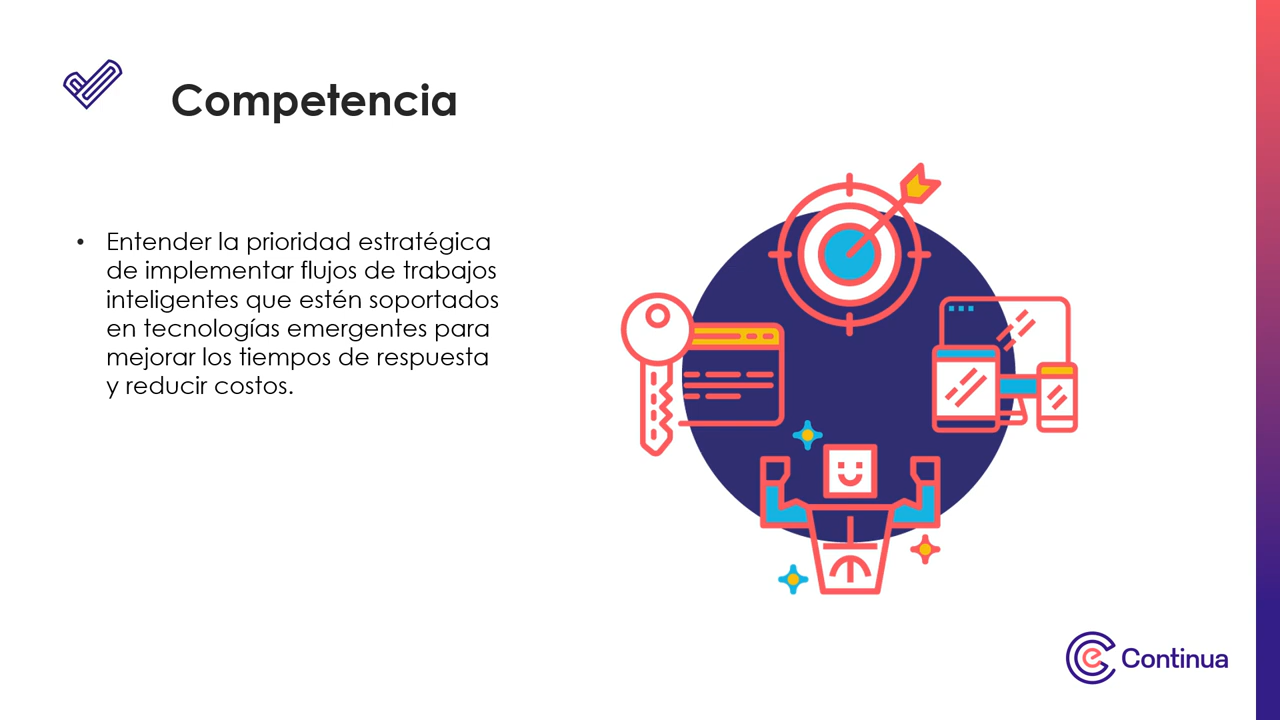 Competencia
• Entender la prioridad estratégica
de implementar flujos de trabajos
inteligentes que estén soportados
en tecnologías emergentes para
mejorar los tiempos de respuesta
y reducir costos.
Continua